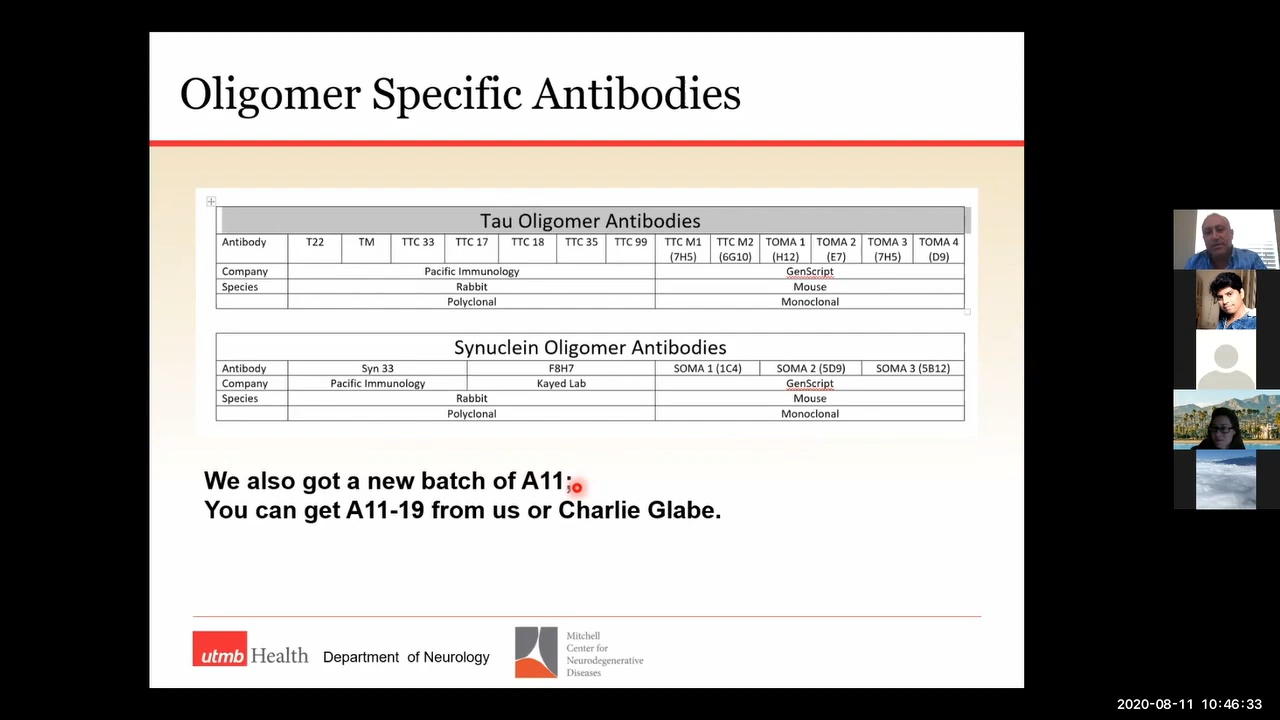 Oligomer Specific Antibodies
Tau Oligomer Antibodies
Antibody T22 TM TTC 33 TTC 17 TTC 18 TTC 35 TTC 99 TTC M1 (7H5) TTC M2 (6G10) TOMA 1 (H12) TOMA 2 (E7) TOMA 3 (7H5) TOMA 4 (D9)
Company Pacific Immunology GenScript
Species Rabbit Mouse
Polyclonal Monoclonal
Synuclein Oligomer Antibodies
Antibody Syn 33 F8H7 SOMA 1 (1C4) SOMA 2 (5D9) SOMA 3 (5B12)
Company Pacific Immunology Kayed Lab GenScript
Species Rabbit Mouse
Polyclonal Monoclonal
We also got a new batch of A11;
You can get A11-19 from us or Charlie Glabe.
utmb Health Department of Neurology
Mitchell
Center for
Neurodegenerative
Diseases
2020-08-11 10:46:33